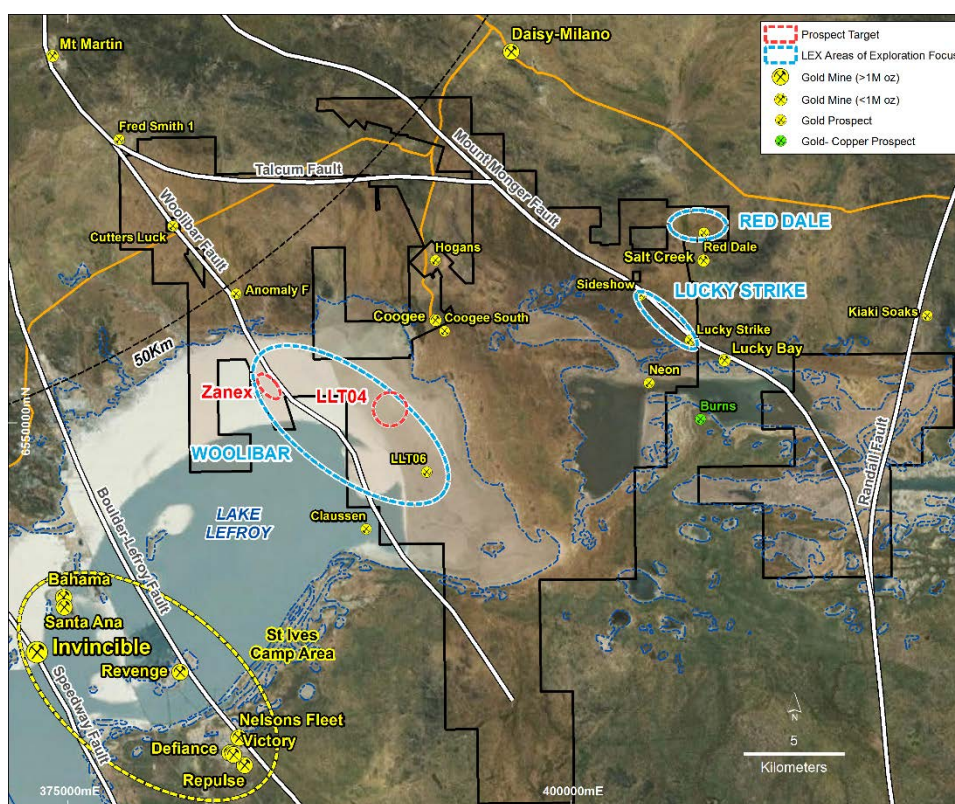 Mt Martin
Daisy-Milano
Prospect Target
LEX Areas of Exploration Focus
Gold Mine (>1M oz)
Gold Mine (<1M oz)
Gold Prospect
Gold- Copper Prospect
Fred Smith 1
Talcum Fault
Mount Monger Fault
Woolibar Fault
Cutters Luck
Hogans
RED DALE
Red Dale
Salt Creek
Sideshow
Anomaly F
LUCKY STRIKE
Coogee
Coogee South
Kiaki Soaks
Lucky Strike
Lucky Bay
50Km
Zanex
LLT04
Neon
Burns
6550000mN
WOOLIBAR
LLT06
Randall Fault
Boulder-Lefroy Fault
LAKE
LEFROY
Claussen
Bahama
Santa Ana
St Ives
Camp Area
Invincible
Revenge
Speedway Fault
Nelsons Fleet
Victory
Defiance
Repulse
N
5
Kilometers
375000mE
400000mE